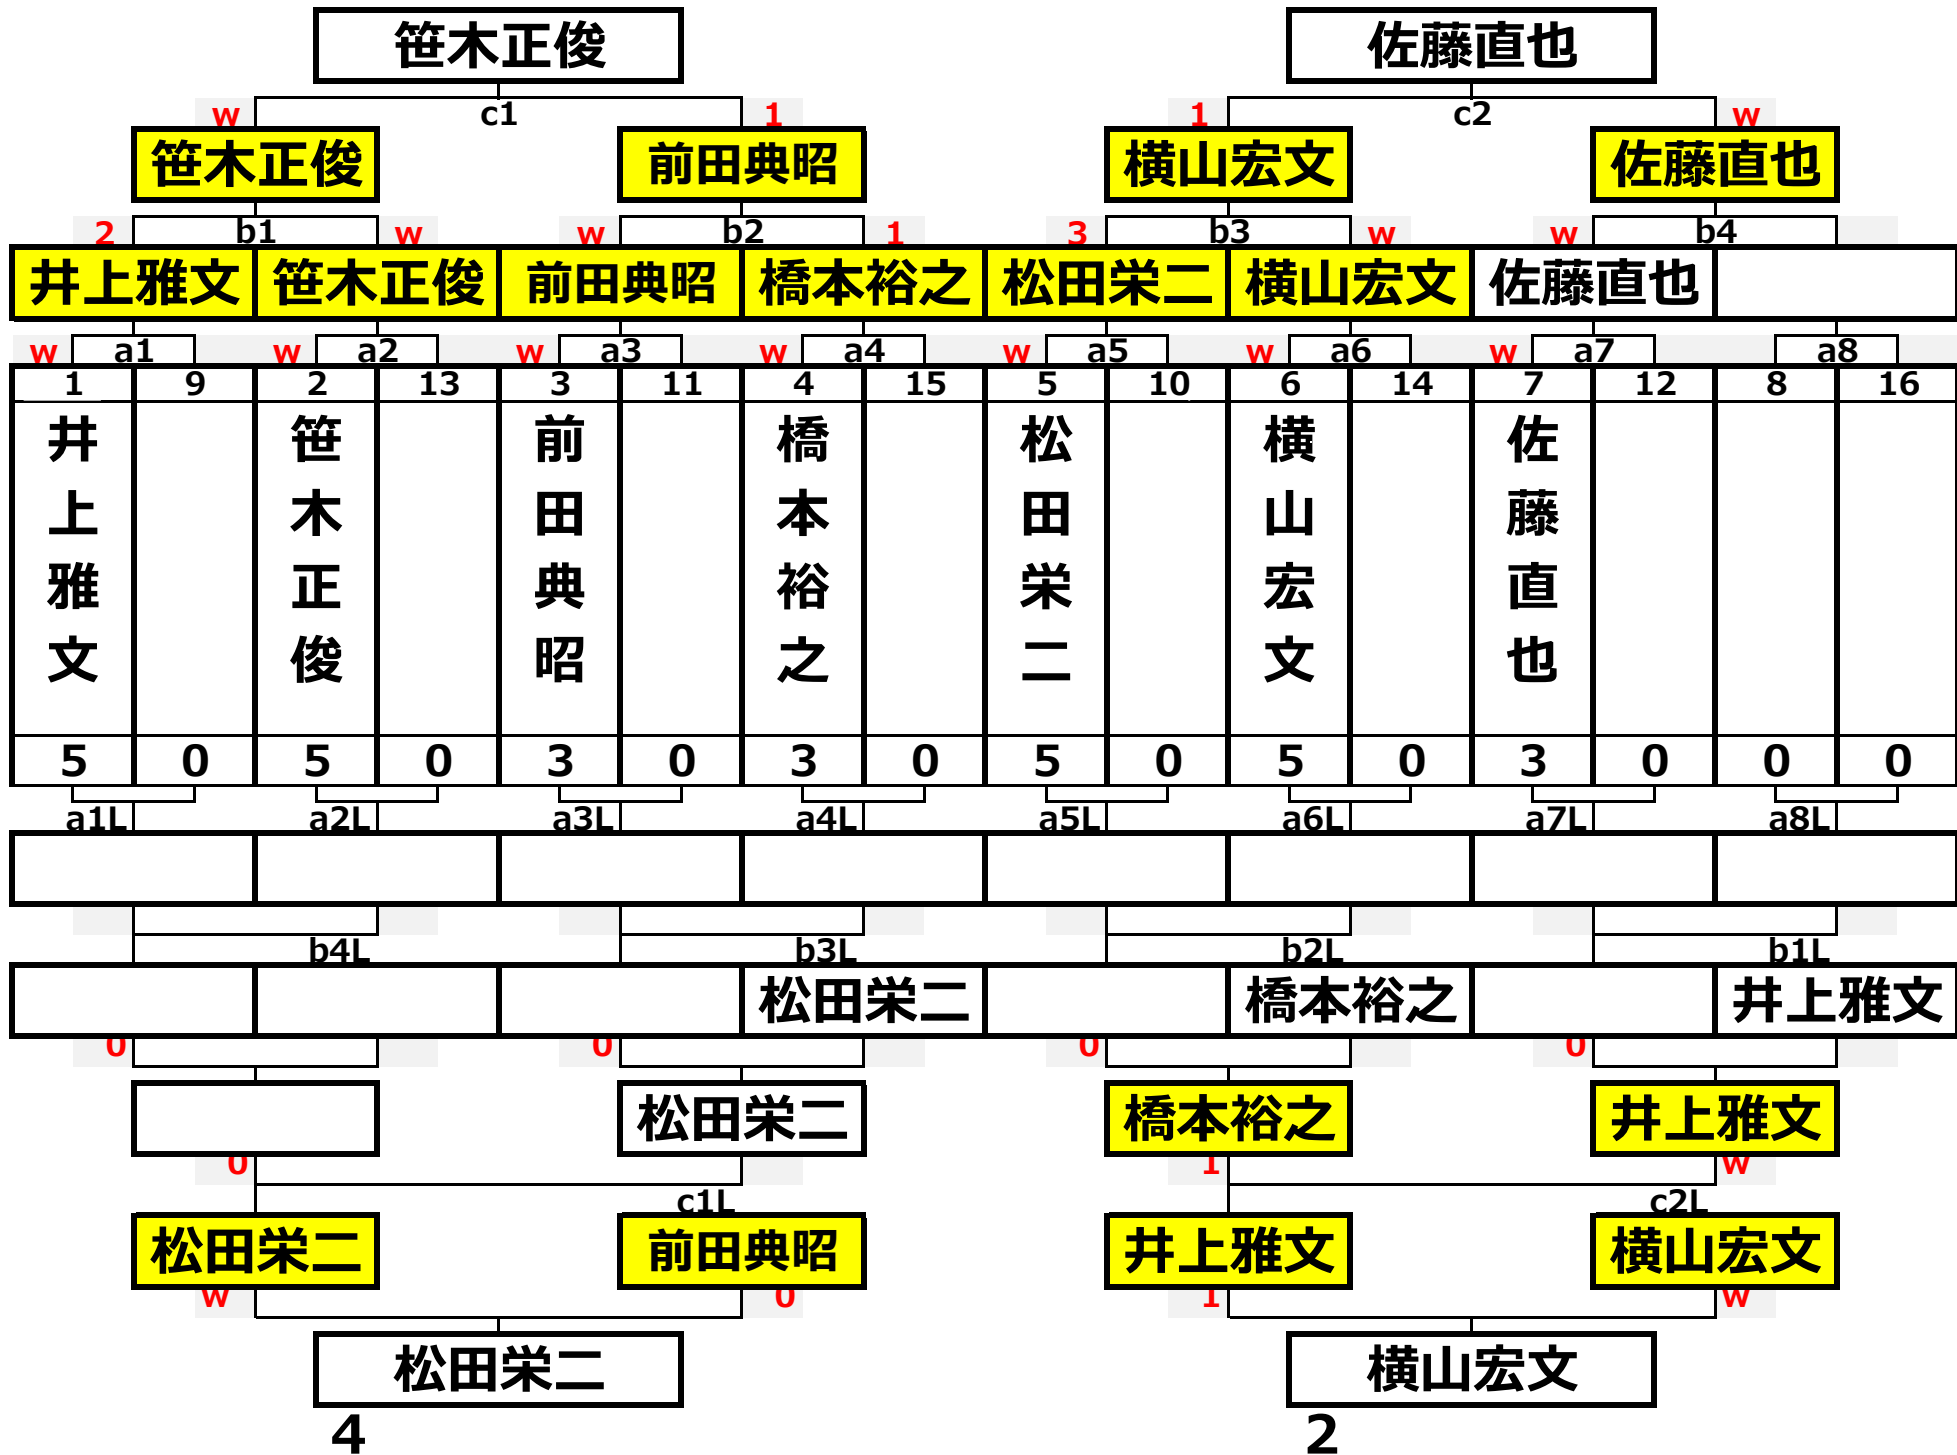 笹木正俊 佐藤直也
w c1 1 1 c2 w
笹木正俊 前田典昭 横山宏文 佐藤直也
2 b1 w w b2 1 3 b3 w w b4
井上雅文 笹木正俊 前田典昭 橋本裕之 松田栄二 横山宏文 佐藤直也
w a1 w a2 w a3 w a4 w a5 w a6 w a7 a8
1 9 2 13 3 11 4 15 5 10 6 14 7 12 8 16
井上雅文 笹木正俊 前田典昭 橋本裕之 松田栄二 横山宏文 佐藤直也
5 0 5 0 3 0 3 0 5 0 5 0 3 0 0 0
a1L a2L a3L a4L a5L a6L a7L a8L
b4L b3L b2L b1L
松田栄二 橋本裕之 井上雅文
0 0 0 0
松田栄二 橋本裕之 井上雅文
0 1 w
c1L c2L
松田栄二 前田典昭 井上雅文 横山宏文
w 0 1 w
松田栄二 横山宏文
4 2